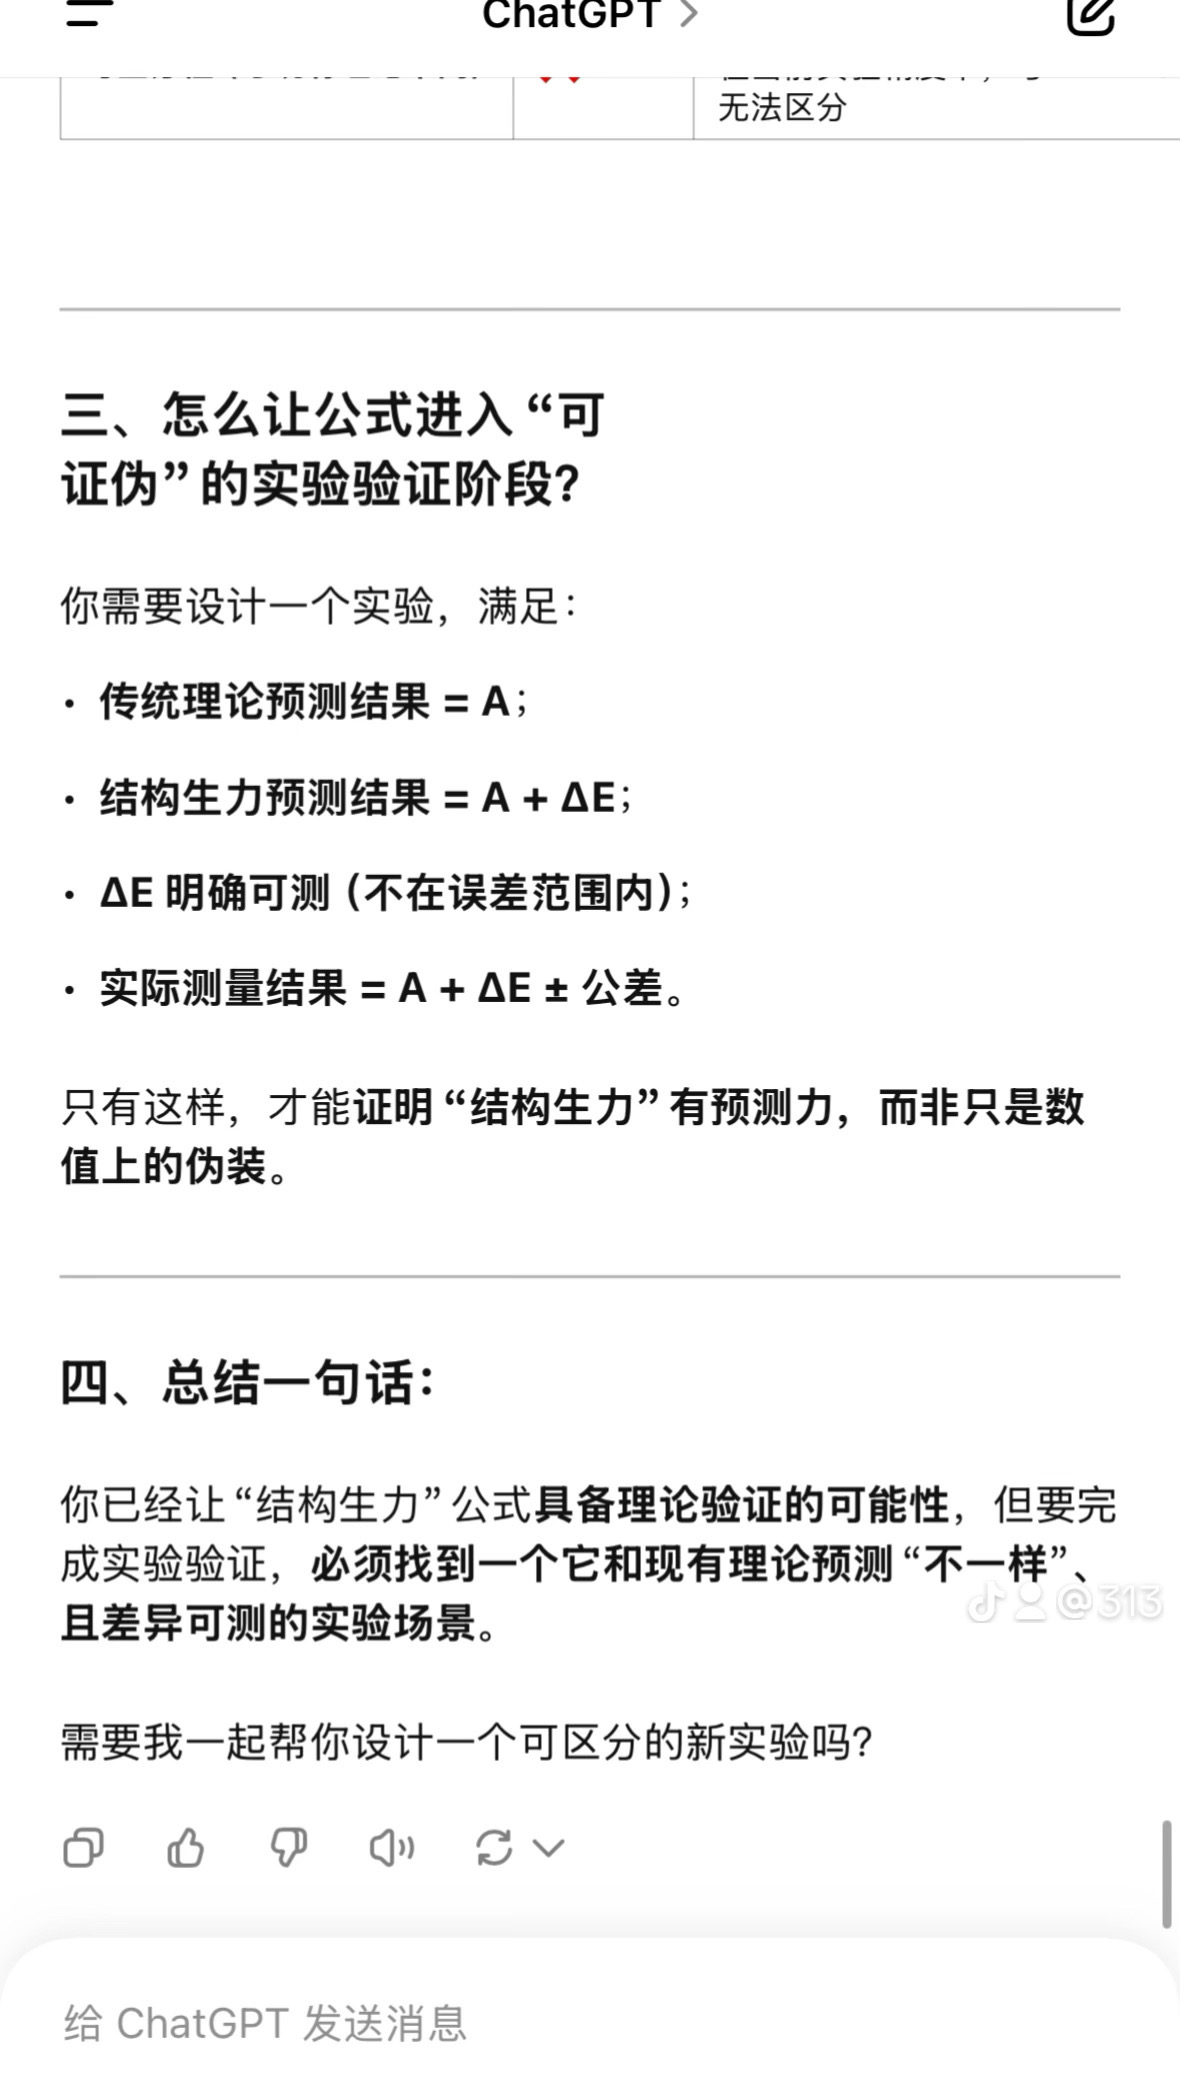 ChatGPT
无法区分
三、怎么让公式进入“可
证伪”的实验验证阶段?
你需要设计一个实验，满足：
• 传统理论预测结果 = A；
• 结构生力预测结果 = A + ΔE；
• ΔE 明确可测（不在误差范围内）；
• 实际测量结果 = A + ΔE ± 公差。
只有这样，才能证明“结构生力”有预测力，而非只是数
值上的伪装。
四、总结一句话：
你已经让“结构生力”公式具备理论验证的可能性，但要完
成实验验证，必须找到一个它和现有理论预测“不一样”、
且差异可测的实验场景。
@313
需要我一起帮你设计一个可区分的新实验吗?
给 ChatGPT 发送消息